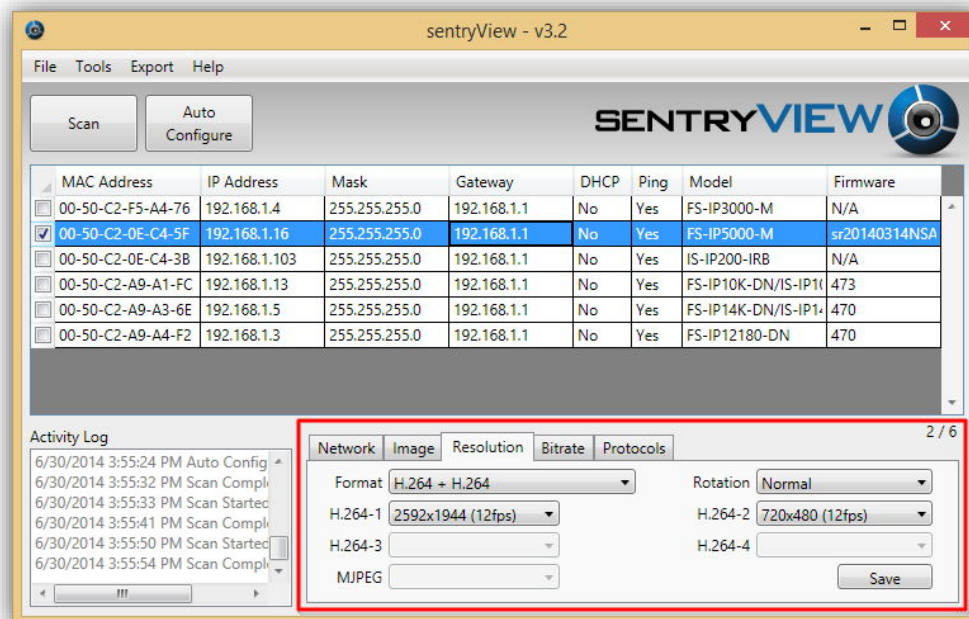 sentryView - v3.2
File Tools Export Help
Scan
Auto
Configure
SENTRYVIEW
MAC Address IP Address Mask Gateway DHCP Ping Model Firmware
00-50-C2-F5-A4-76 192.168.1.4 255.255.255.0 192.168.1.1 No Yes FS-IP3000-M N/A
00-50-C2-0E-C4-5F 192.168.1.16 255.255.255.0 192.168.1.1 No Yes FS-IP5000-M sr20140314NSA
00-50-C2-0E-C4-3B 192.168.1.103 255.255.255.0 192.168.1.1 No Yes IS-IP200-IRB N/A
00-50-C2-A9-A1-FC 192.168.1.13 255.255.255.0 192.168.1.1 No Yes FS-IP10K-DN/IS-IP1( 473
00-50-C2-A9-A3-6E 192.168.1.5 255.255.255.0 192.168.1.1 No Yes FS-IP14K-DN/IS-IP1 470
00-50-C2-A9-A4-F2 192.168.1.3 255.255.255.0 192.168.1.1 No Yes FS-IP12180-DN 470
2 / 6
Activity Log
6/30/2014 3:55:24 PM Auto Config
6/30/2014 3:55:32 PM Scan Compl
6/30/2014 3:55:33 PM Scan Started
6/30/2014 3:55:41 PM Scan Compl
6/30/2014 3:55:50 PM Scan Started
6/30/2014 3:55:54 PM Scan Compl
Network Image Resolution Bitrate Protocols
Format H.264 + H.264 Rotation Normal
H.264-1 2592x1944 (12fps) H.264-2 720x480 (12fps)
H.264-3 H.264-4
MJPEG Save